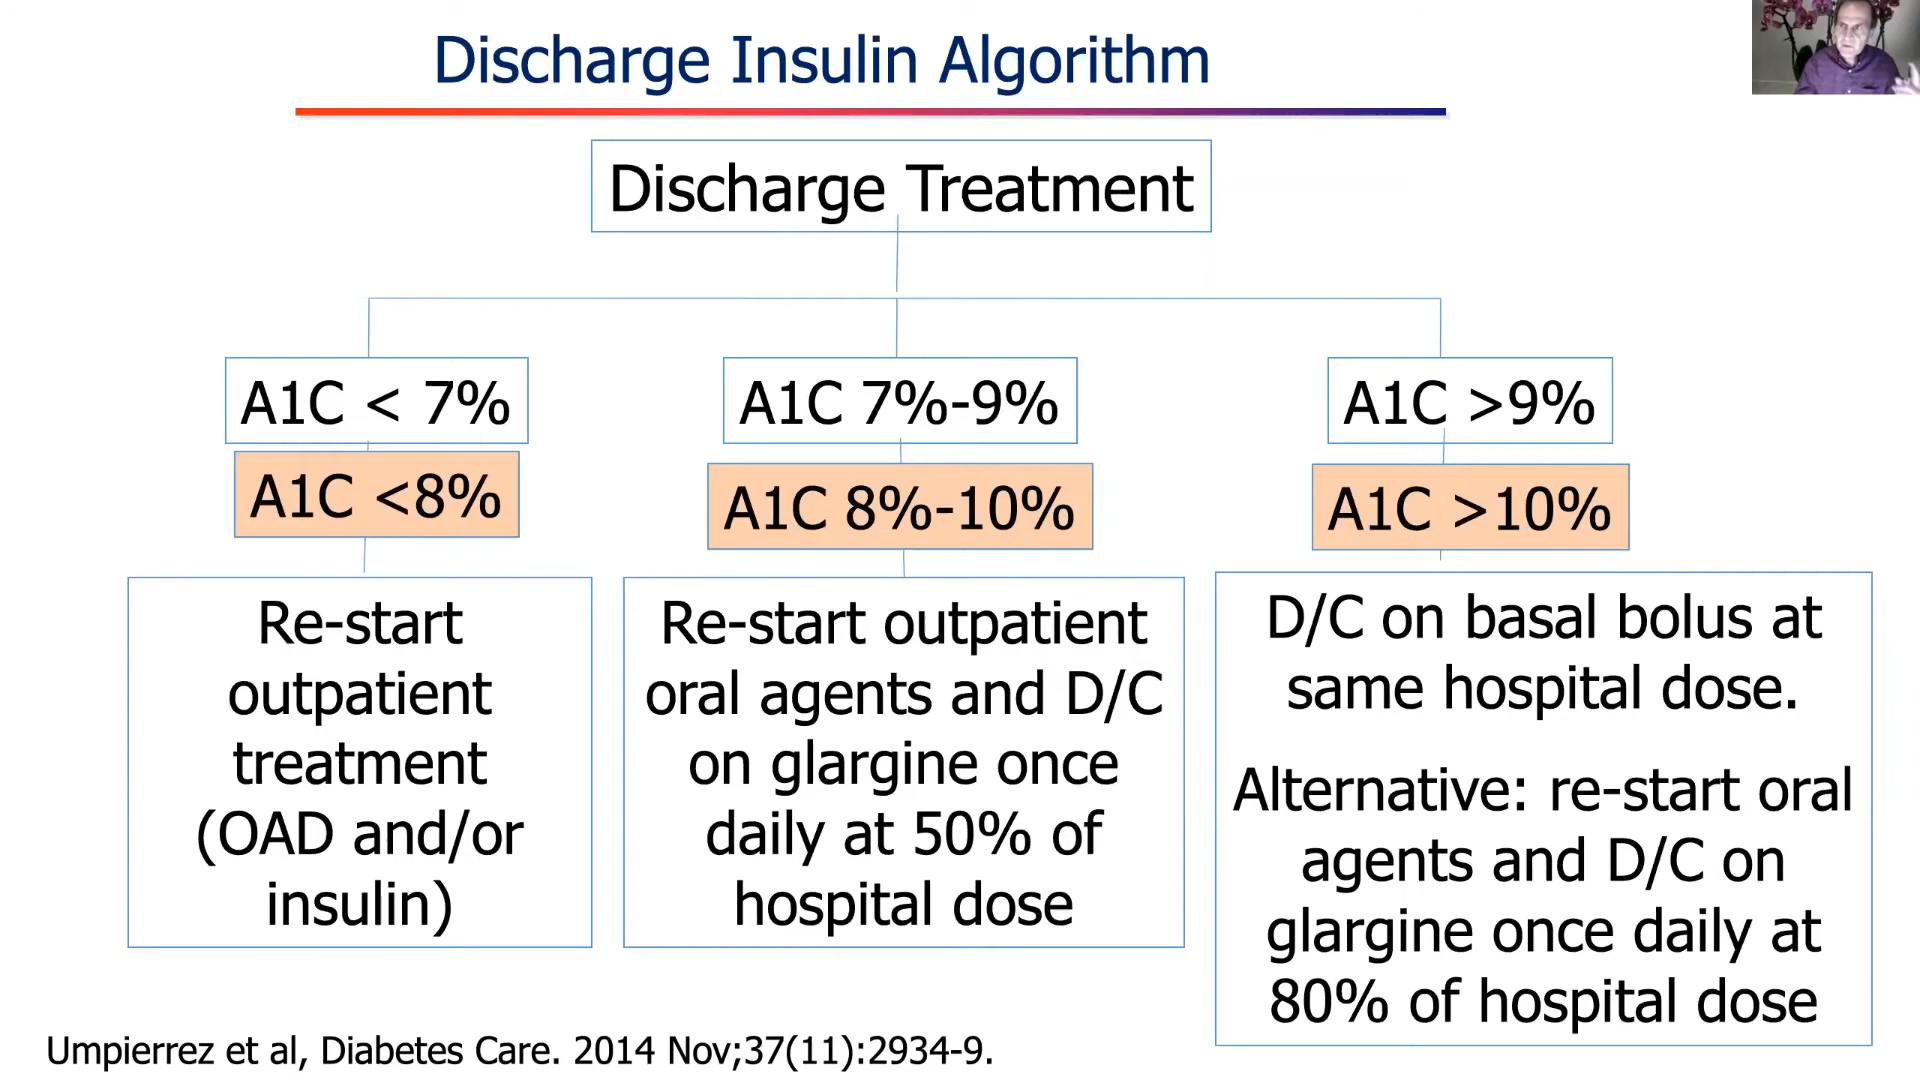 Discharge Insulin Algorithm
Discharge Treatment
A1C < 7%
A1C <8%
Re-start
outpatient
treatment
(OAD and/or
insulin)
A1C 7%-9%
A1C 8%-10%
Re-start outpatient
oral agents and D/C
on glargine once
daily at 50% of
hospital dose
A1C >9%
A1C >10%
D/C on basal bolus at
same hospital dose.
Alternative: re-start oral
agents and D/C on
glargine once daily at
80% of hospital dose
Umpierrez et al, Diabetes Care. 2014 Nov;37(11):2934-9.